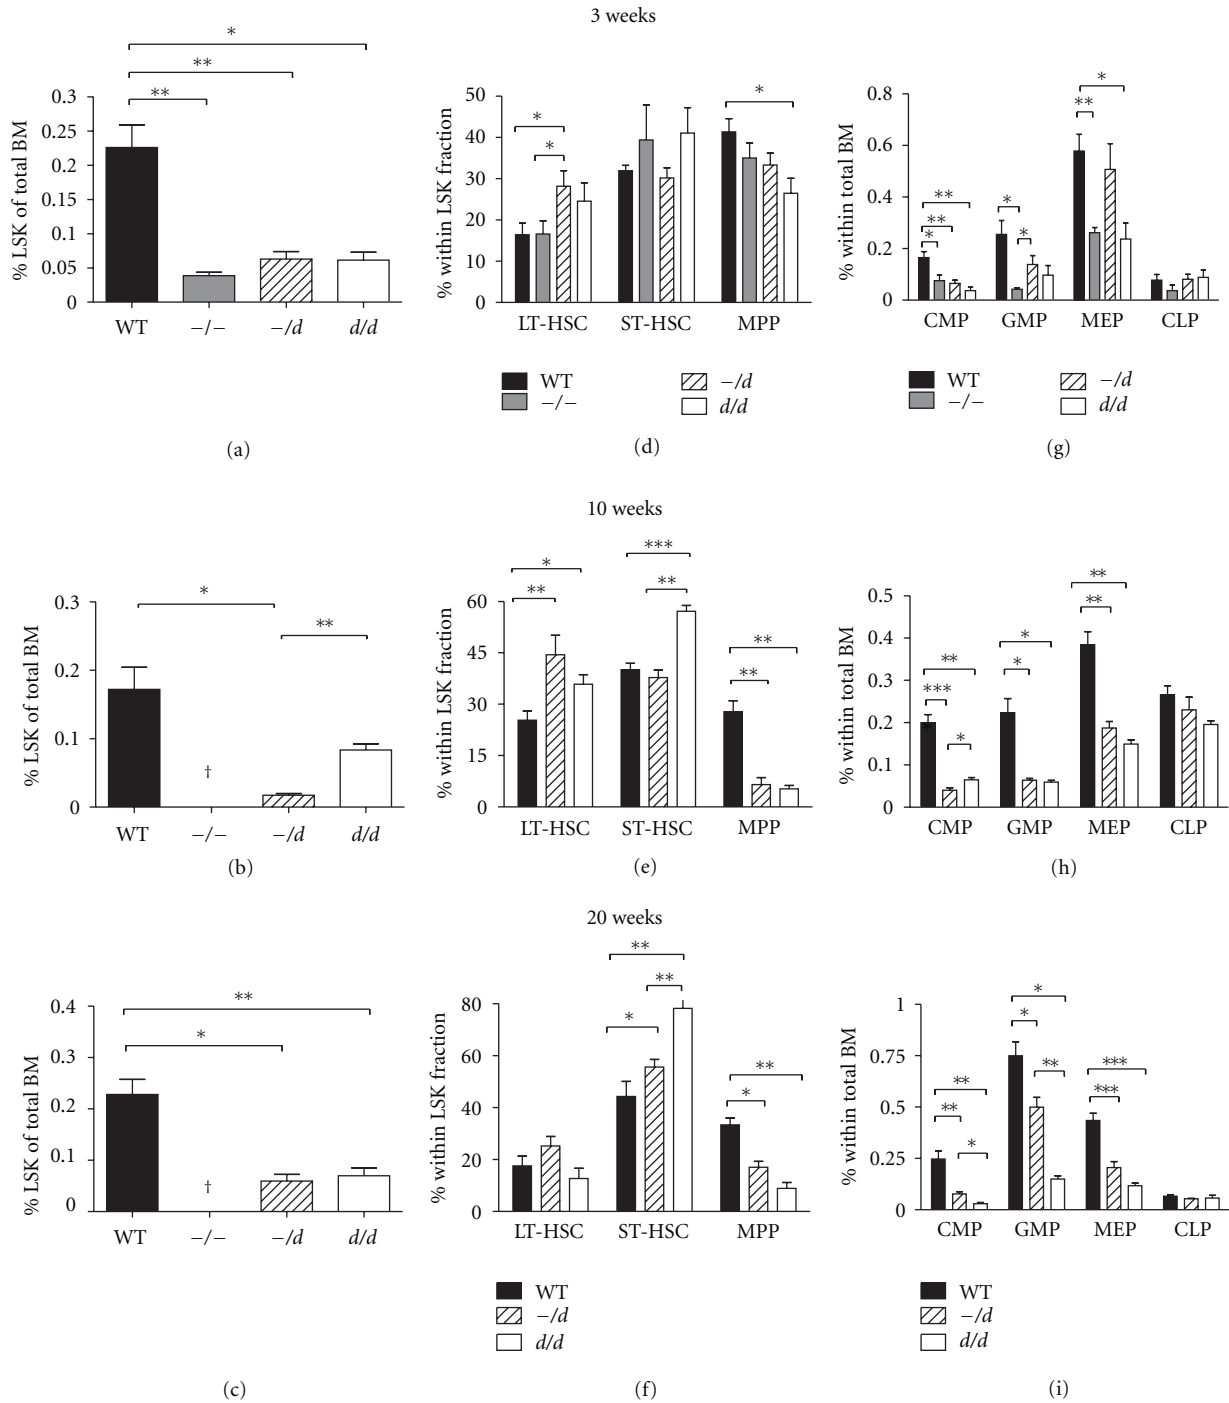 3 weeks
*
**
**
% LSK of total BM
0.3
0.25
0.2
0.15
0.1
0.05
0
WT −/− −/d d/d
(a)
*
*
*
% within LSK fraction
50
40
30
20
10
0
LT-HSC ST-HSC MPP
WT −/d
−/− d/d
(d)
*
**
**
**
*
*
*
% within total BM
0.8
0.6
0.4
0.2
0
CMP GMP MEP CLP
WT −/d
−/− d/d
(g)
10 weeks
*
**
% LSK of total BM
0.3
0.2
0.1
0
†
WT −/− −/d d/d
(b)
***
*
**
**
**
**
% within LSK fraction
60
45
30
15
0
LT-HSC ST-HSC MPP
(e)
**
**
*
**
*
***
*
% within total BM
0.5
0.4
0.3
0.2
0.1
0
CMP GMP MEP CLP
(h)
20 weeks
**
*
% LSK of total BM
0.4
0.3
0.2
0.1
0
†
WT −/− −/d d/d
(c)
**
**
*
**
*
% within LSK fraction
80
60
40
20
0
LT-HSC ST-HSC MPP
WT
−/d
d/d
(f)
*
*
**
***
**
***
**
*
% within total BM
1
0.75
0.5
0.25
0
CMP GMP MEP CLP
WT
−/d
d/d
(i)